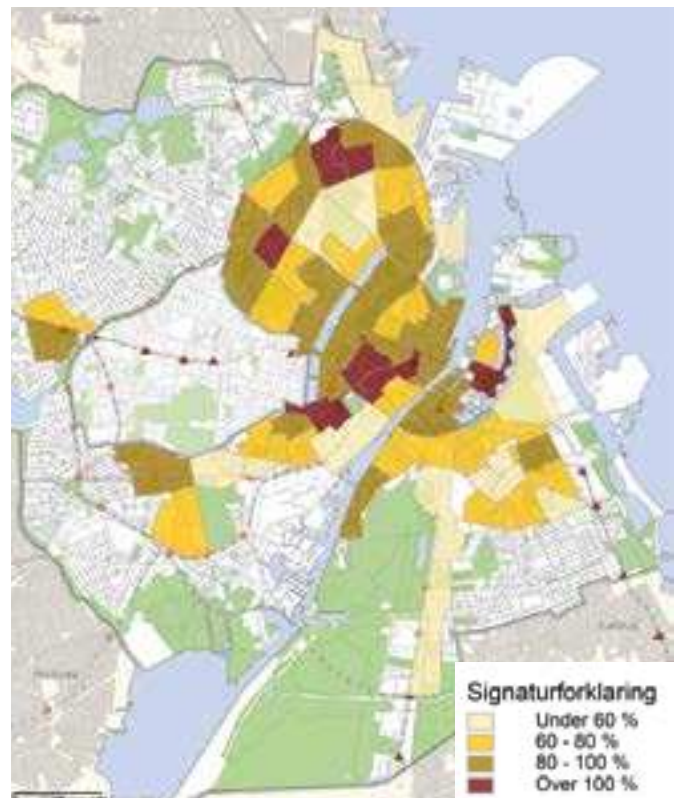 Signaturforklaring
Under 60 %
60 - 80 %
80 - 100 %
Over 100 %